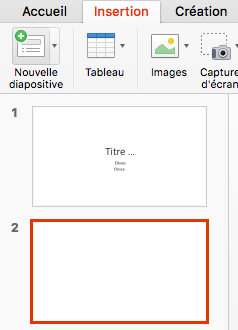 Accueil Insertion Création
Nouvelle diapositive Tableau Images Capture d'écran
1
Titre ...
2